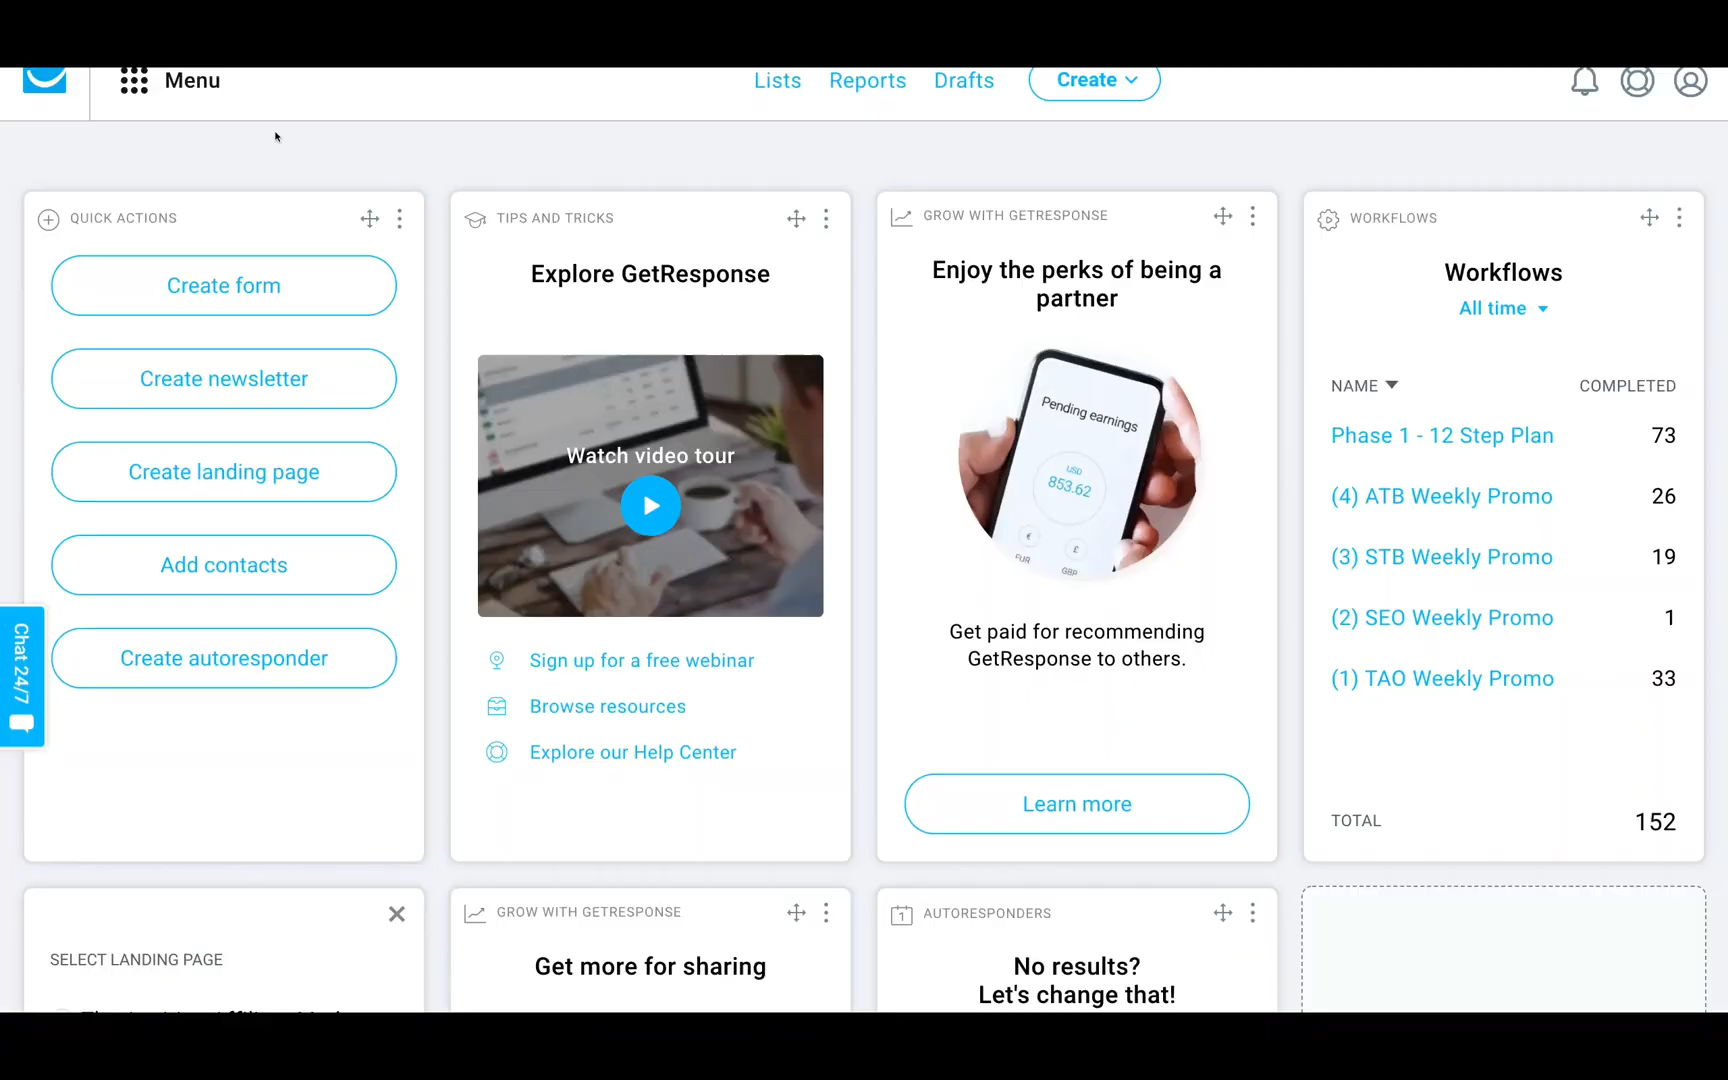 Menu
Lists
Reports
Drafts
Create
QUICK ACTIONS
Create form
Create newsletter
Create landing page
Add contacts
Create autoresponder
Chat 24/7
TIPS AND TRICKS
Explore GetResponse
Watch video tour
Sign up for a free webinar
Browse resources
Explore our Help Center
GROW WITH GETRESPONSE
Enjoy the perks of being a
partner
Pending earnings
USD
853.62
€
£
EUR
GBP
Get paid for recommending
GetResponse to others.
Learn more
WORKFLOWS
Workflows
All time
NAME COMPLETED
Phase 1 - 12 Step Plan 73
(4) ATB Weekly Promo 26
(3) STB Weekly Promo 19
(2) SEO Weekly Promo 1
(1) TAO Weekly Promo 33
TOTAL 152
SELECT LANDING PAGE
GROW WITH GETRESPONSE
Get more for sharing
1
AUTORESPONDERS
No results?
Let's change that!